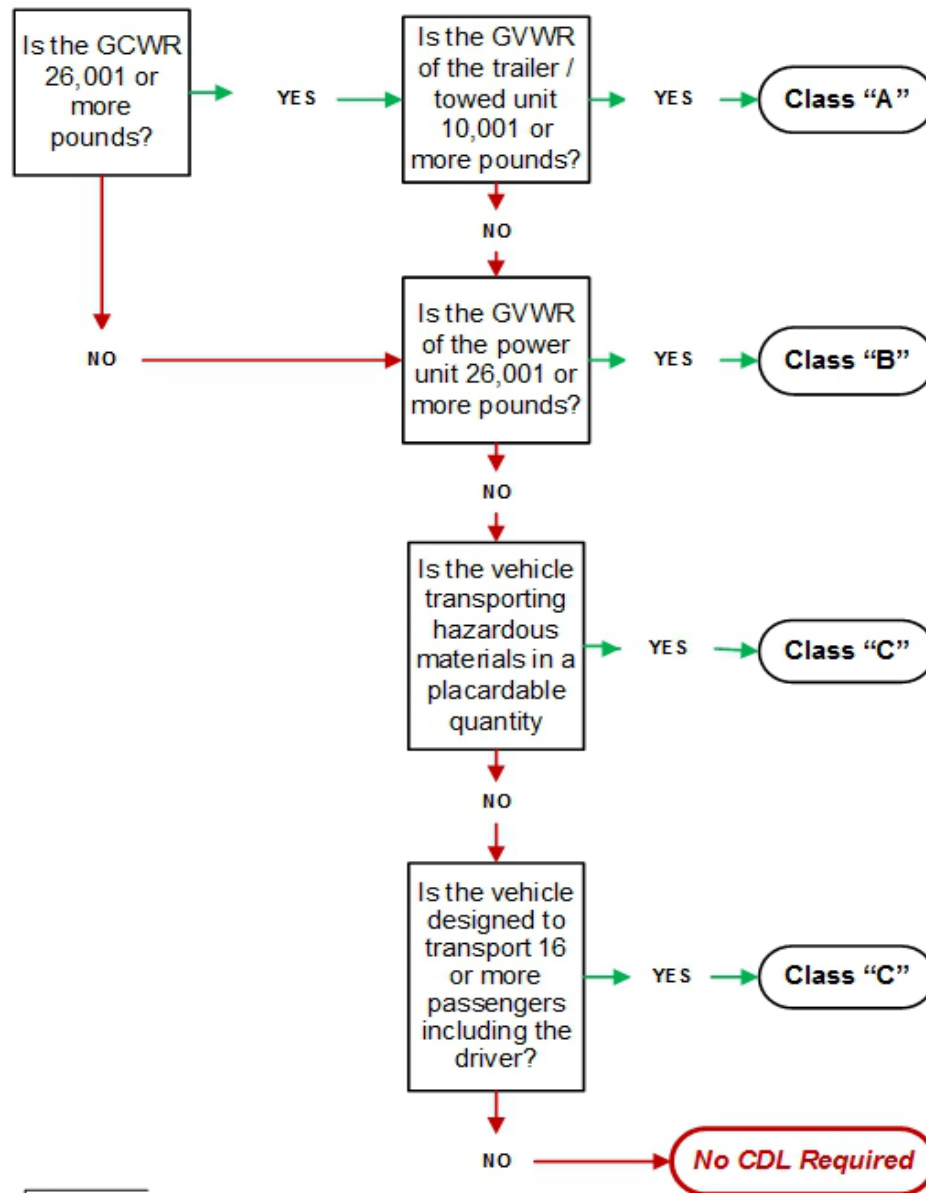 Is the GCWR
26,001 or
more
pounds?
YES
Is the GVWR
of the trailer /
towed unit
10,001 or
more pounds?
YES
Class “A”
NO
NO
Is the GVWR
of the power
unit 26,001 or
more pounds?
YES
Class “B”
NO
Is the vehicle
transporting
hazardous
materials in a
placardable
quantity
YES
Class “C”
NO
Is the vehicle
designed to
transport 16
or more
passengers
including the
driver?
YES
Class “C”
NO
No CDL Required